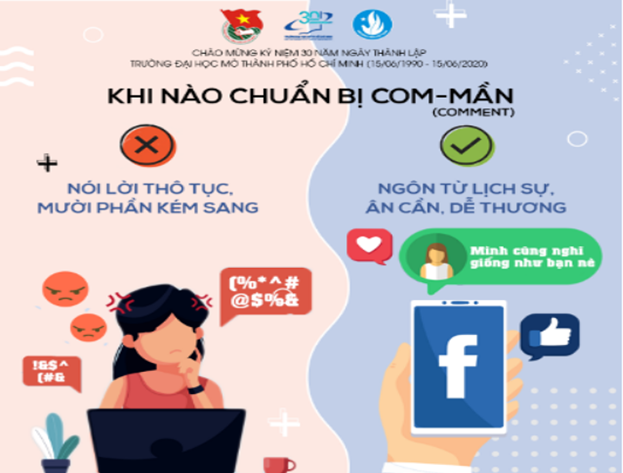 30
CHÀO MỪNG KỶ NIỆM 30 NĂM NGÀY THÀNH LẬP
TRƯỜNG ĐẠI HỌC MỞ THÀNH PHỐ HỒ CHÍ MINH (15/06/1990 - 15/06/2020)
KHI NÀO CHUẨN BỊ COM-MẦN
(COMMENT)
NÓI LỜI THÔ TỤC,
MƯỜI PHẦN KÉM SANG
NGÔN TỪ LỊCH SỰ,
ÂN CẦN, DỄ THƯƠNG
Mình cũng nghĩ
giống như bạn nè
(%*^#
@$%&
!&$^
(#&
f